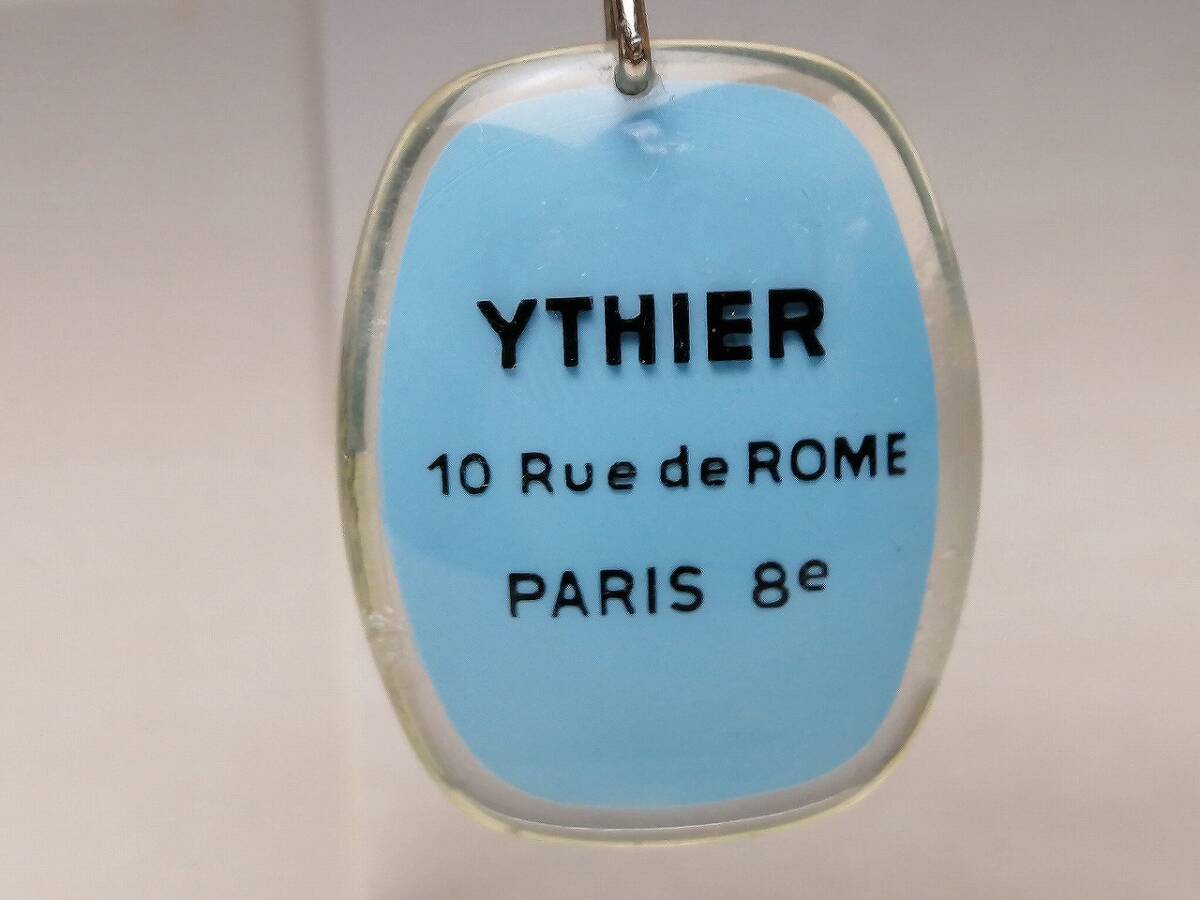 YTHIER
10 Rue de ROME
PARIS 8e